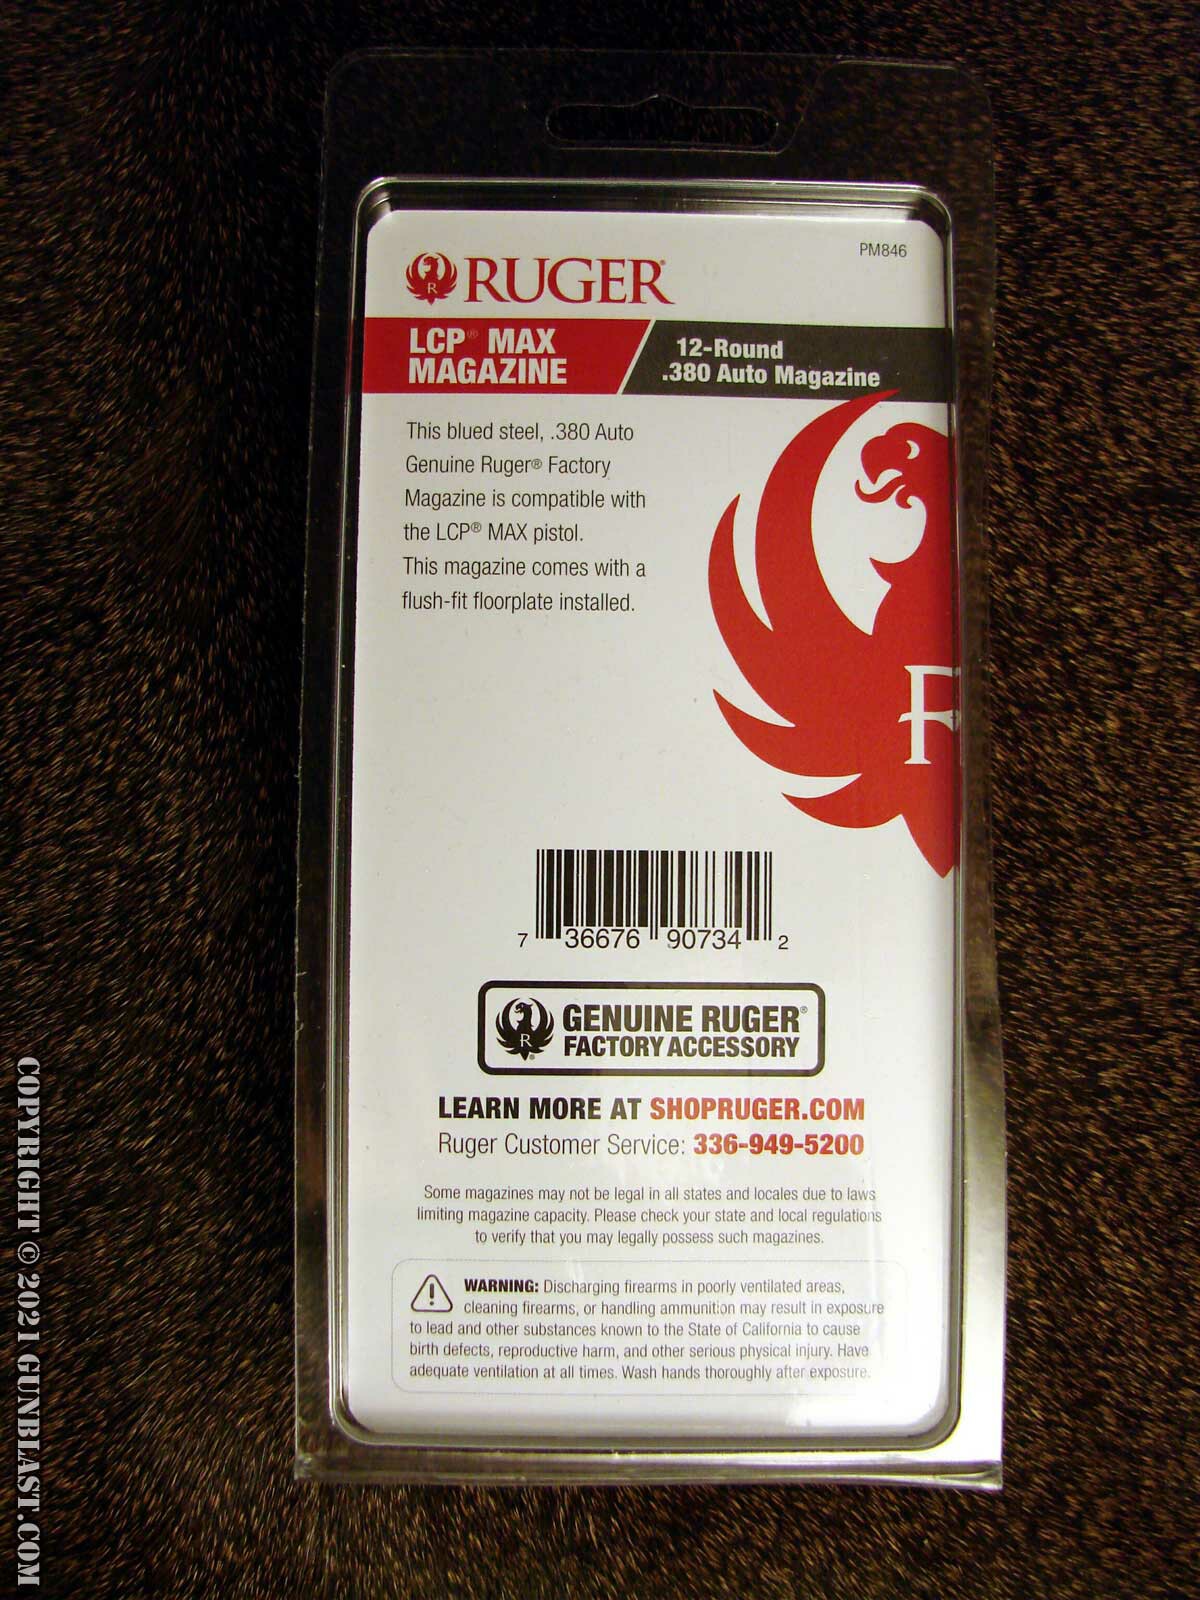 PM846
RUGER®
LCP® MAX
MAGAZINE
12-Round
.380 Auto Magazine
This blued steel, .380 Auto
Genuine Ruger® Factory
Magazine is compatible with
the LCP® MAX pistol.
This magazine comes with a
flush-fit floorplate installed.
R
7 36676 90734 2
R
GENUINE RUGER®
FACTORY ACCESSORY
LEARN MORE AT SHOPRUGER.COM
Ruger Customer Service: 336-949-5200
Some magazines may not be legal in all states and locales due to laws
limiting magazine capacity. Please check your state and local regulations
to verify that you may legally possess such magazines.
WARNING: Discharging firearms in poorly ventilated areas,
cleaning firearms, or handling ammunition may result in exposure
to lead and other substances known to the State of California to cause
birth defects, reproductive harm, and other serious physical injury. Have
adequate ventilation at all times. Wash hands thoroughly after exposure.
COPYRIGHT © 2021 GUNBLAST.COM